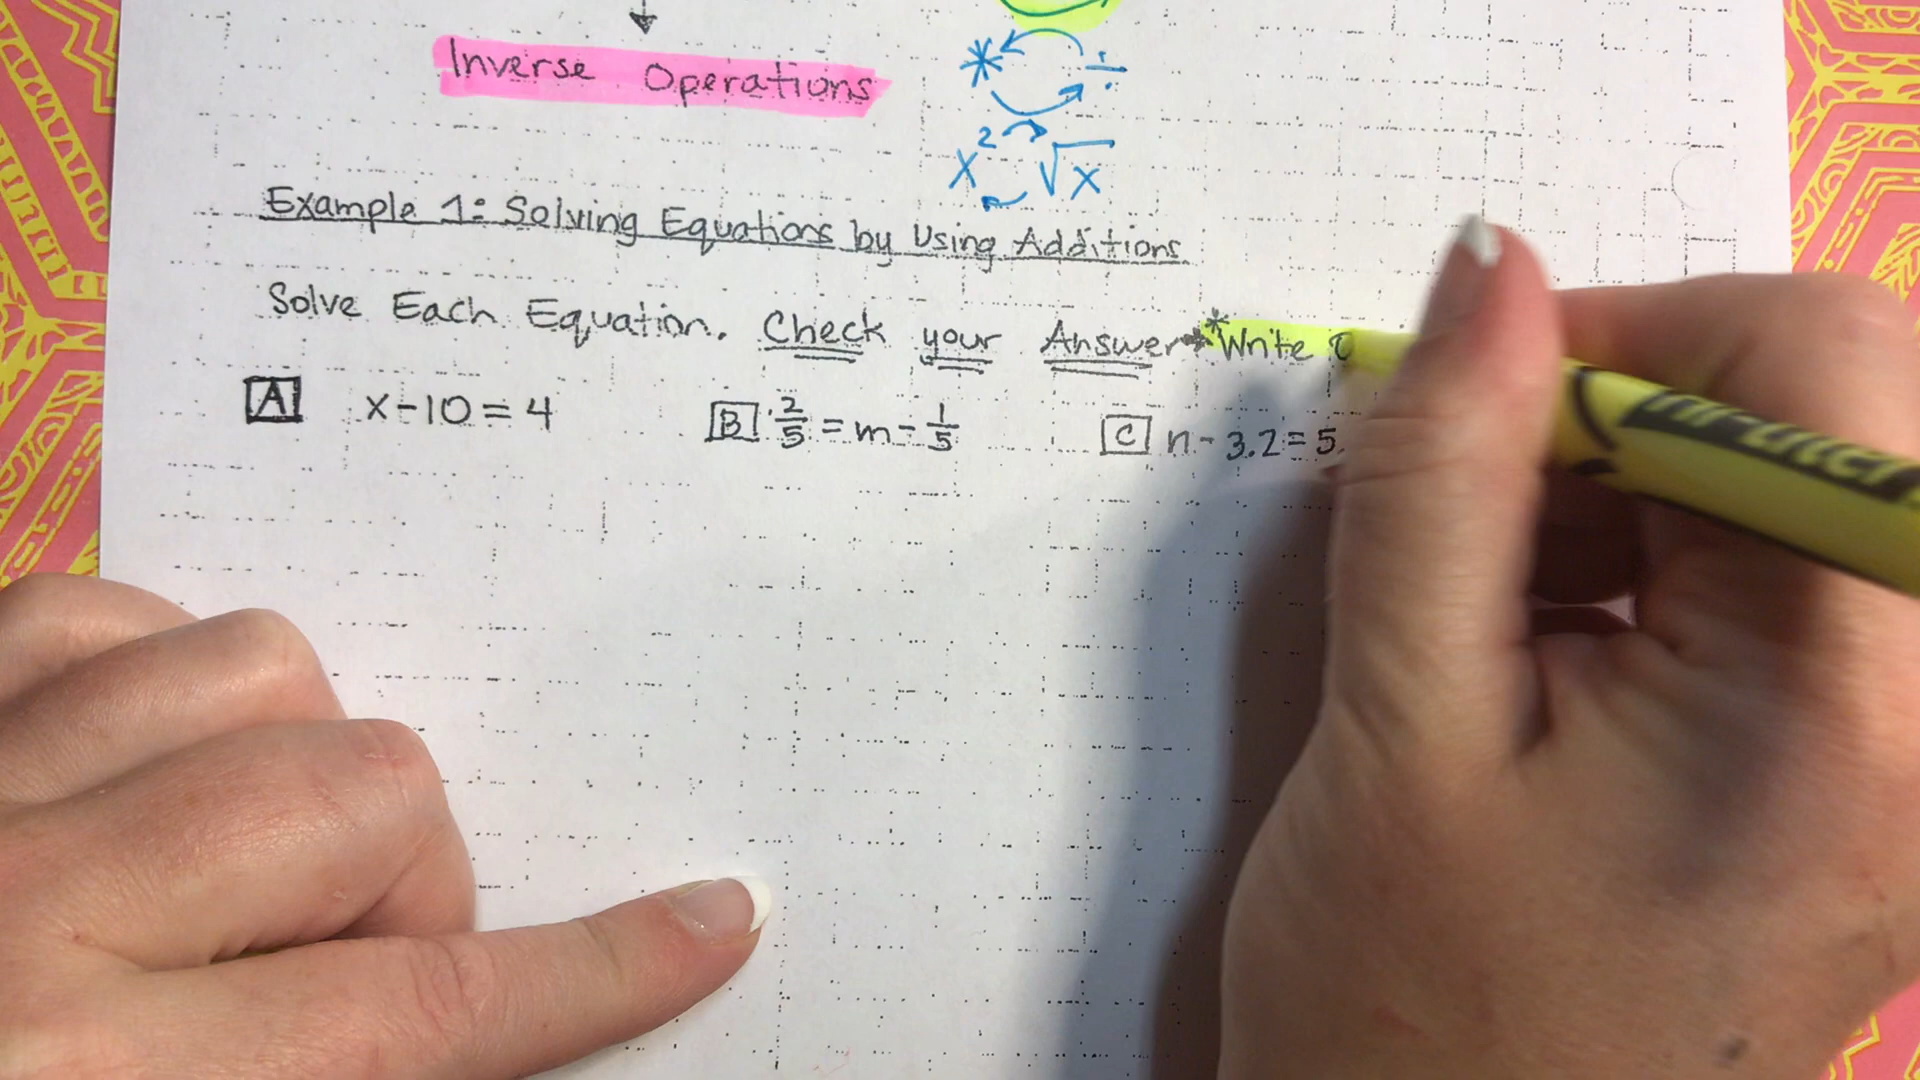 Inverse Operations
* ÷
x² √x
Example 1: Solving Equations by Using Additions
Solve Each Equation. Check your Answer *Write
A x-10=4 B 2/5 = m - 1/5 C n - 3.2 = 5.